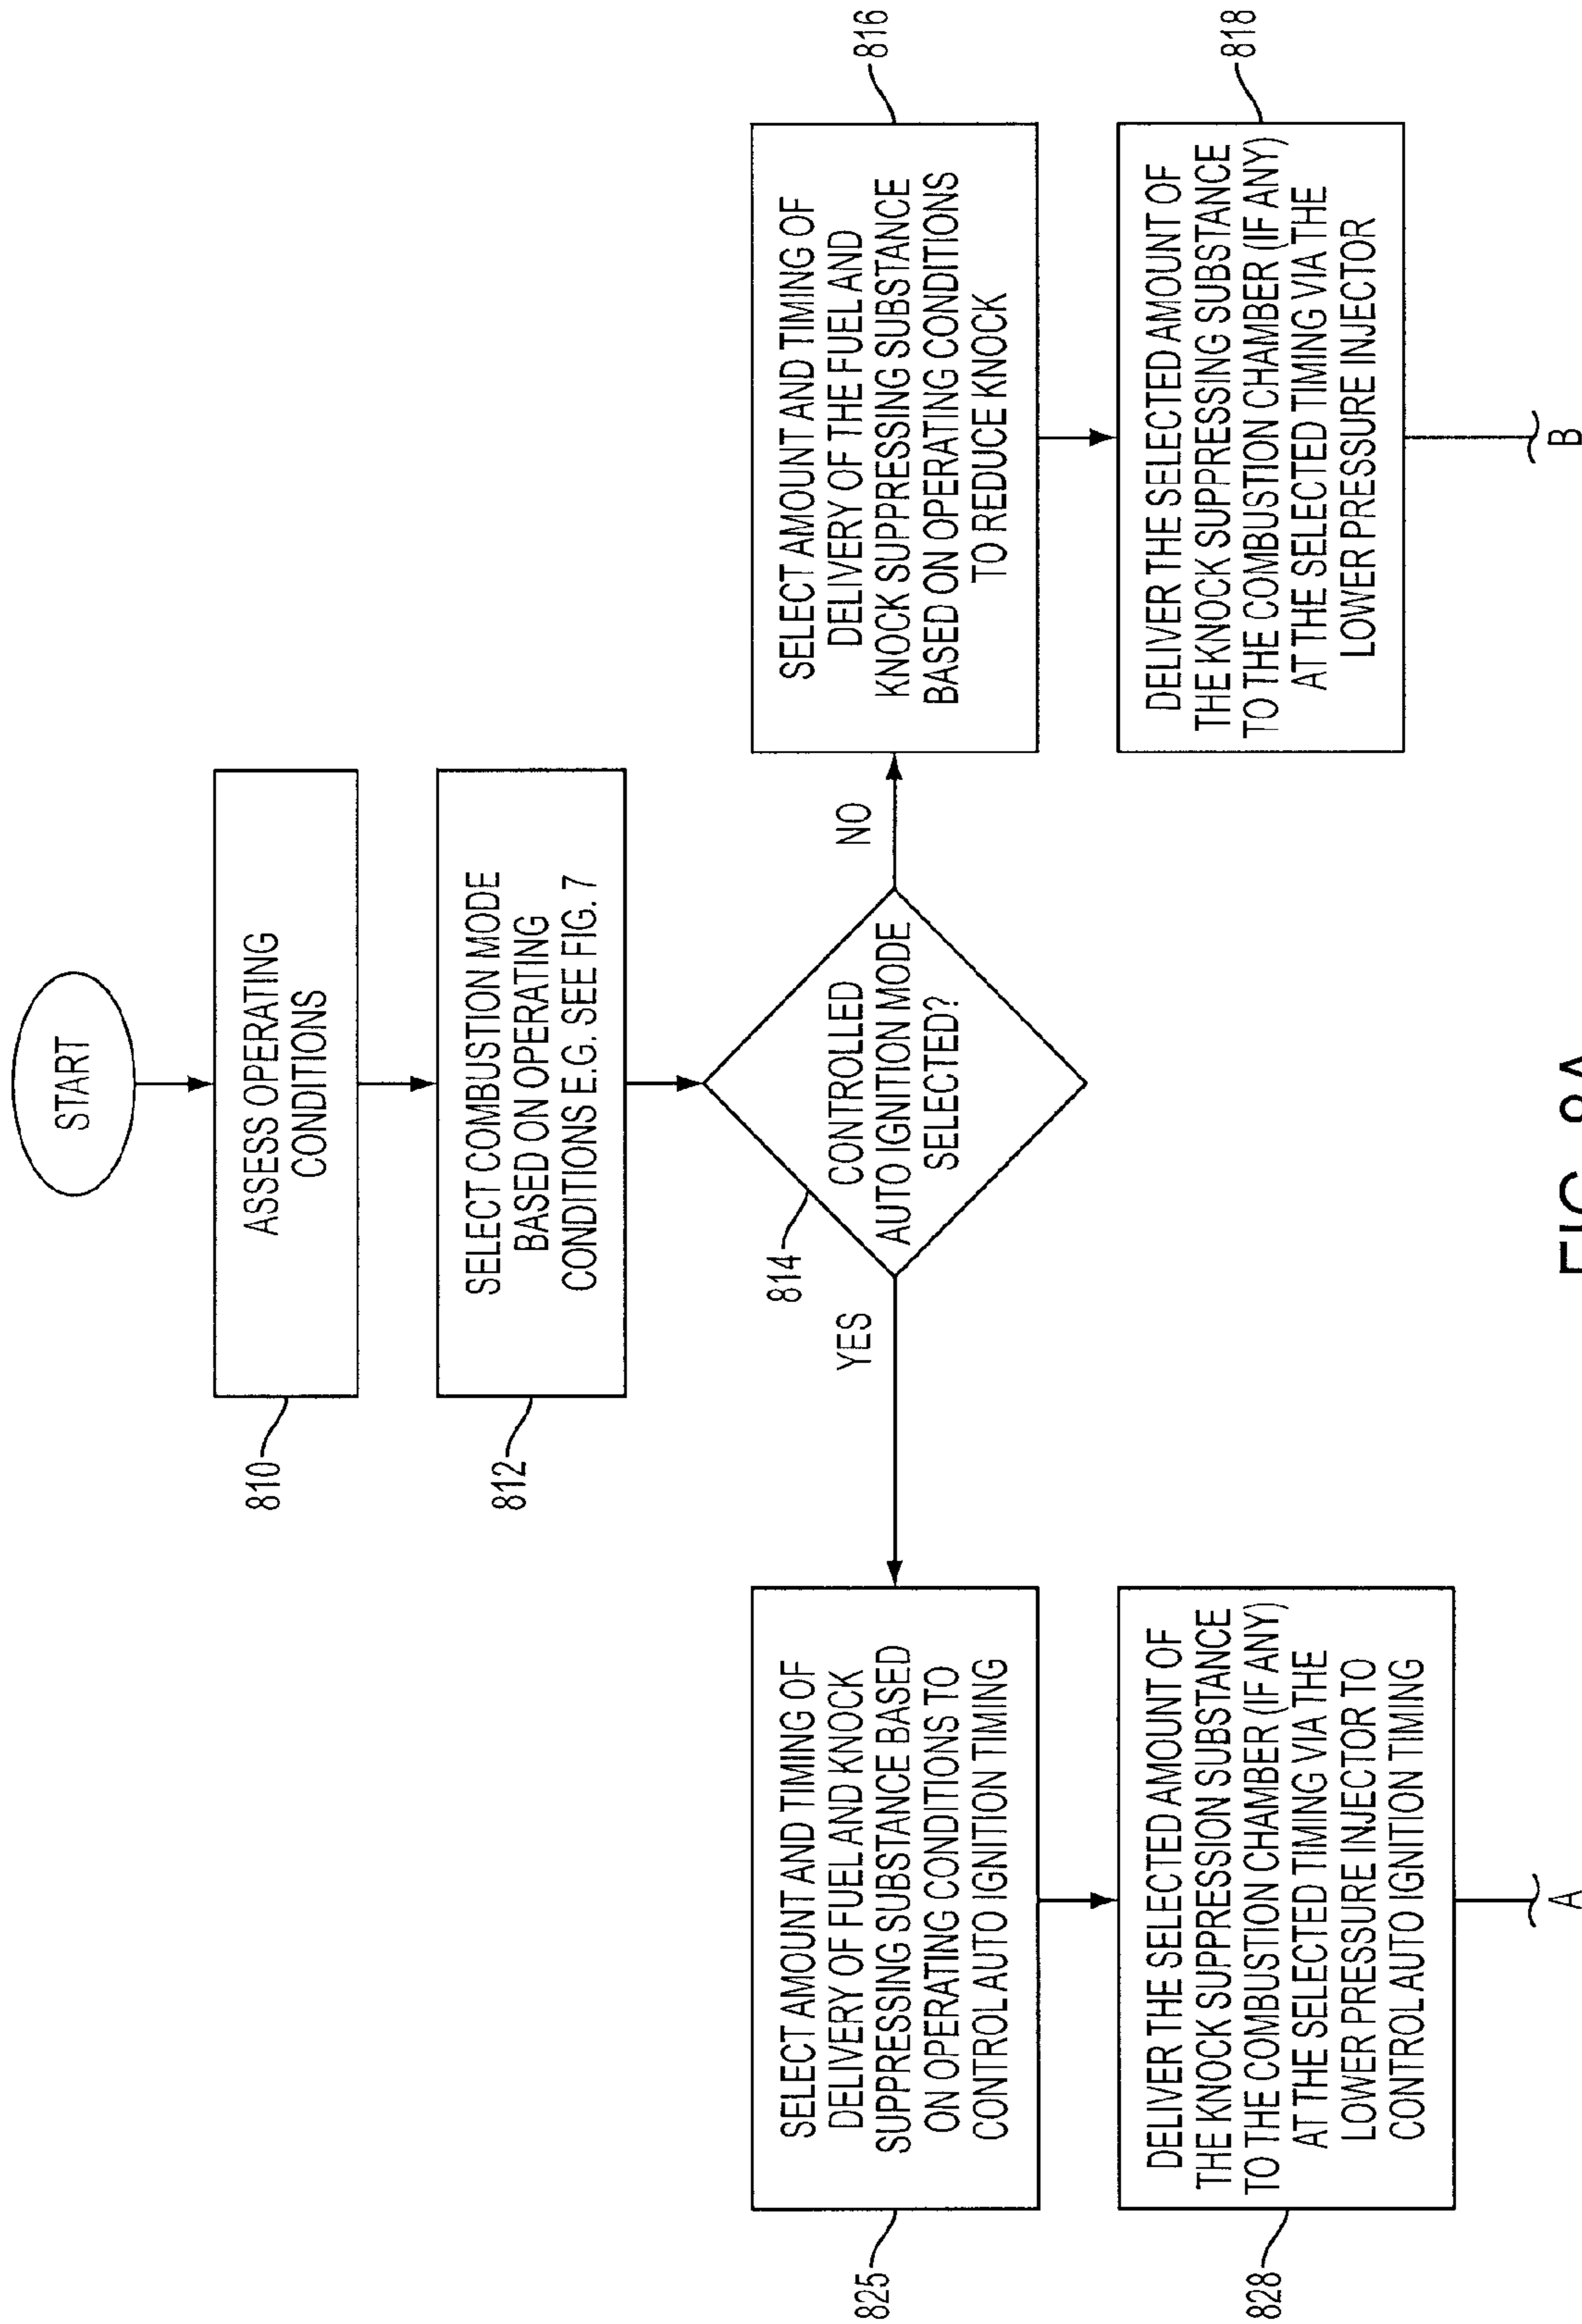 START
ASSESS OPERATING
CONDITIONS
810
SELECT COMBUSTION MODE
BASED ON OPERATING
CONDITIONS E.G. SEE FIG. 7
812
CONTROLLED
AUTO IGNITION MODE
SELECTED?
814
YES
NO
SELECT AMOUNT AND TIMING OF
DELIVERY OF FUEL AND KNOCK
SUPPRESSING SUBSTANCE BASED
ON OPERATING CONDITIONS TO
CONTROL AUTO IGNITION TIMING
825
SELECT AMOUNT AND TIMING OF
DELIVERY OF THE FUEL AND
KNOCK SUPPRESSING SUBSTANCE
BASED ON OPERATING CONDITIONS
TO REDUCE KNOCK
816
DELIVER THE SELECTED AMOUNT OF
THE KNOCK SUPPRESSION SUBSTANCE
TO THE COMBUSTION CHAMBER (IF ANY)
AT THE SELECTED TIMING VIA THE
LOWER PRESSURE INJECTOR TO
CONTROL AUTO IGNITION TIMING
828
DELIVER THE SELECTED AMOUNT OF
THE KNOCK SUPPRESSING SUBSTANCE
TO THE COMBUSTION CHAMBER (IF ANY)
AT THE SELECTED TIMING VIA THE
LOWER PRESSURE INJECTOR
818
A
B
FIG. 8A